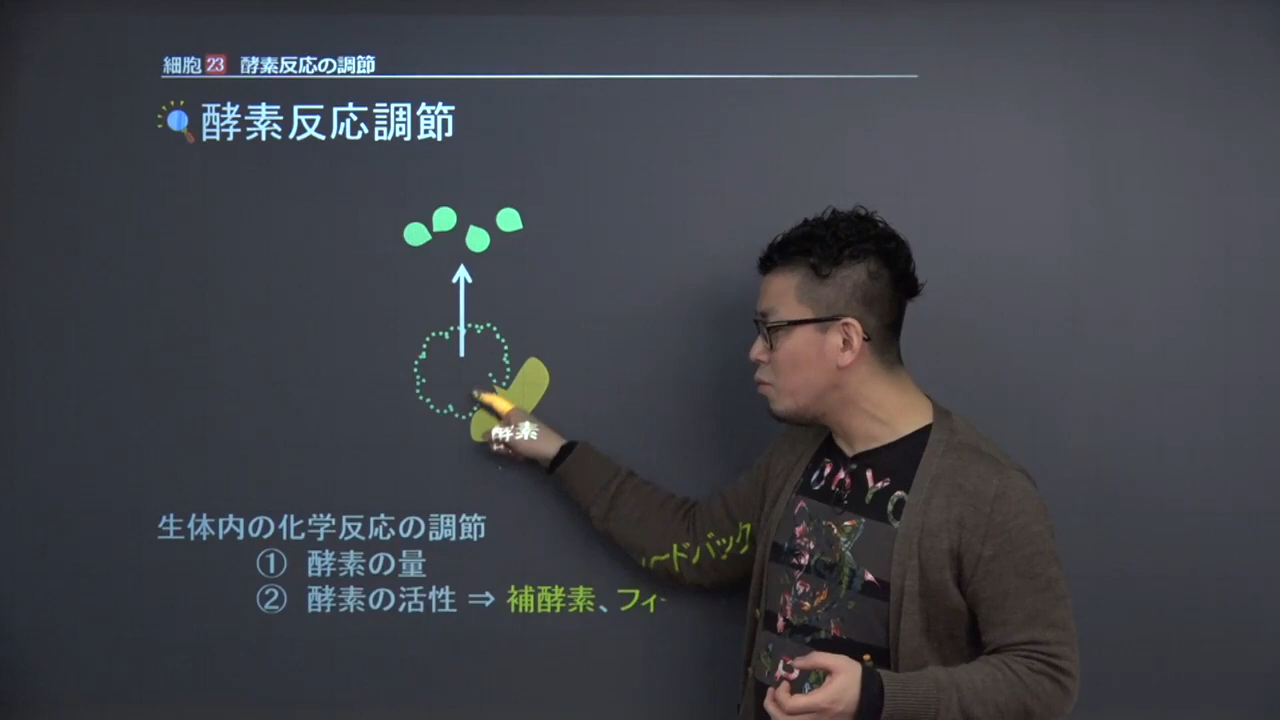 細胞 23 酵素反応の調節
酵素反応調節
酵素
生体内の化学反応の調節
① 酵素の量
② 酵素の活性 ⇒ 補酵素、フィードバック